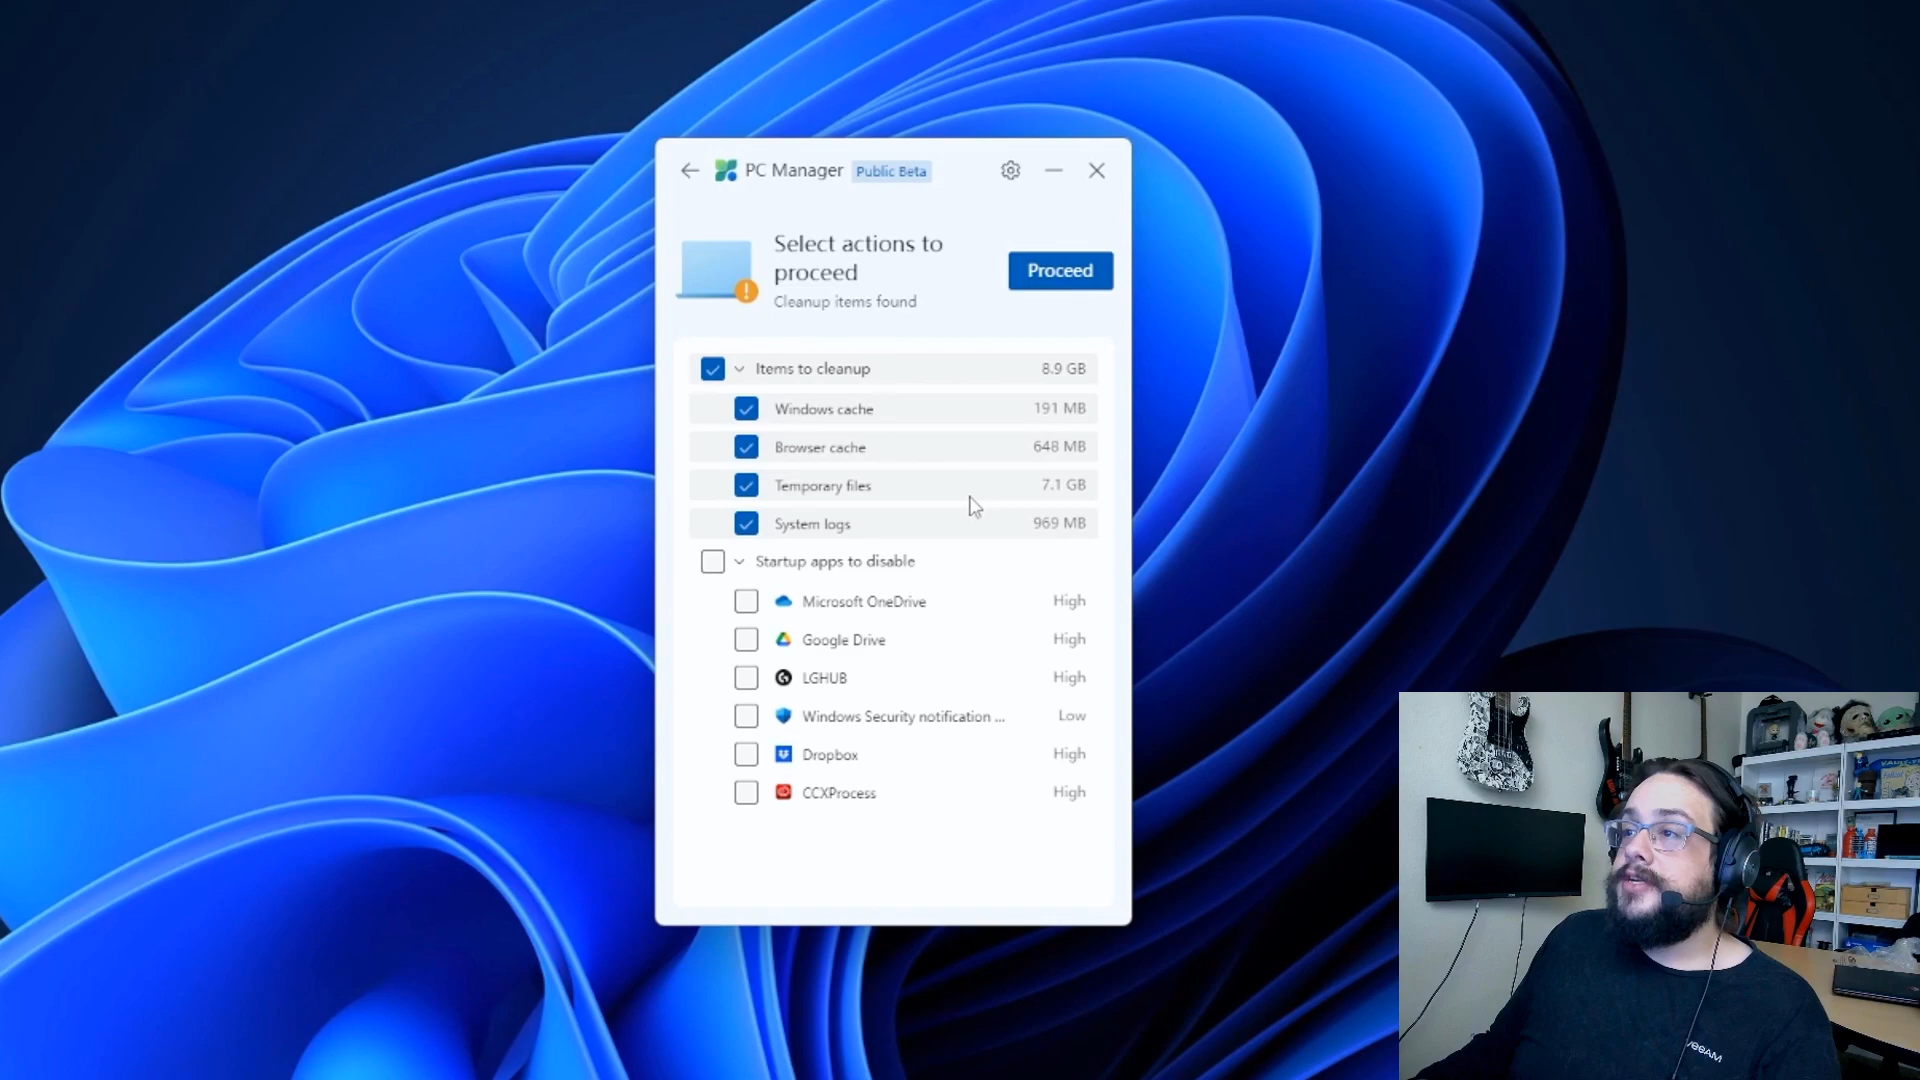 PC Manager Public Beta
Select actions to
proceed
Proceed
Cleanup items found
Items to cleanup 8.9 GB
Windows cache 191 MB
Browser cache 648 MB
Temporary files 7.1 GB
System logs 969 MB
Startup apps to disable
Microsoft OneDrive High
Google Drive High
LGHUB High
Windows Security notification ... Low
Dropbox High
CCXProcess High
veeAM